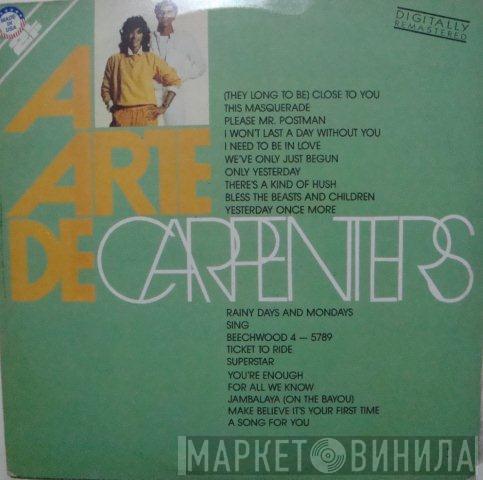 MADE IN USA
DIGITALLY
REMASTERED
A
ARTE
DE CARPENTERS
(THEY LONG TO BE) CLOSE TO YOU
THIS MASQUERADE
PLEASE MR. POSTMAN
I WON'T LAST A DAY WITHOUT YOU
I NEED TO BE IN LOVE
WE'VE ONLY JUST BEGUN
ONLY YESTERDAY
THERE'S A KIND OF HUSH
BLESS THE BEASTS AND CHILDREN
YESTERDAY ONCE MORE
RAINY DAYS AND MONDAYS
SING
BEECHWOOD 4 — 5789
TICKET TO RIDE
SUPERSTAR
YOU'RE ENOUGH
FOR ALL WE KNOW
JAMBALAYA (ON THE BAYOU)
MAKE BELIEVE IT'S YOUR FIRST TIME
A SONG FOR YOU
МАРКЕТ ВИНИЛА